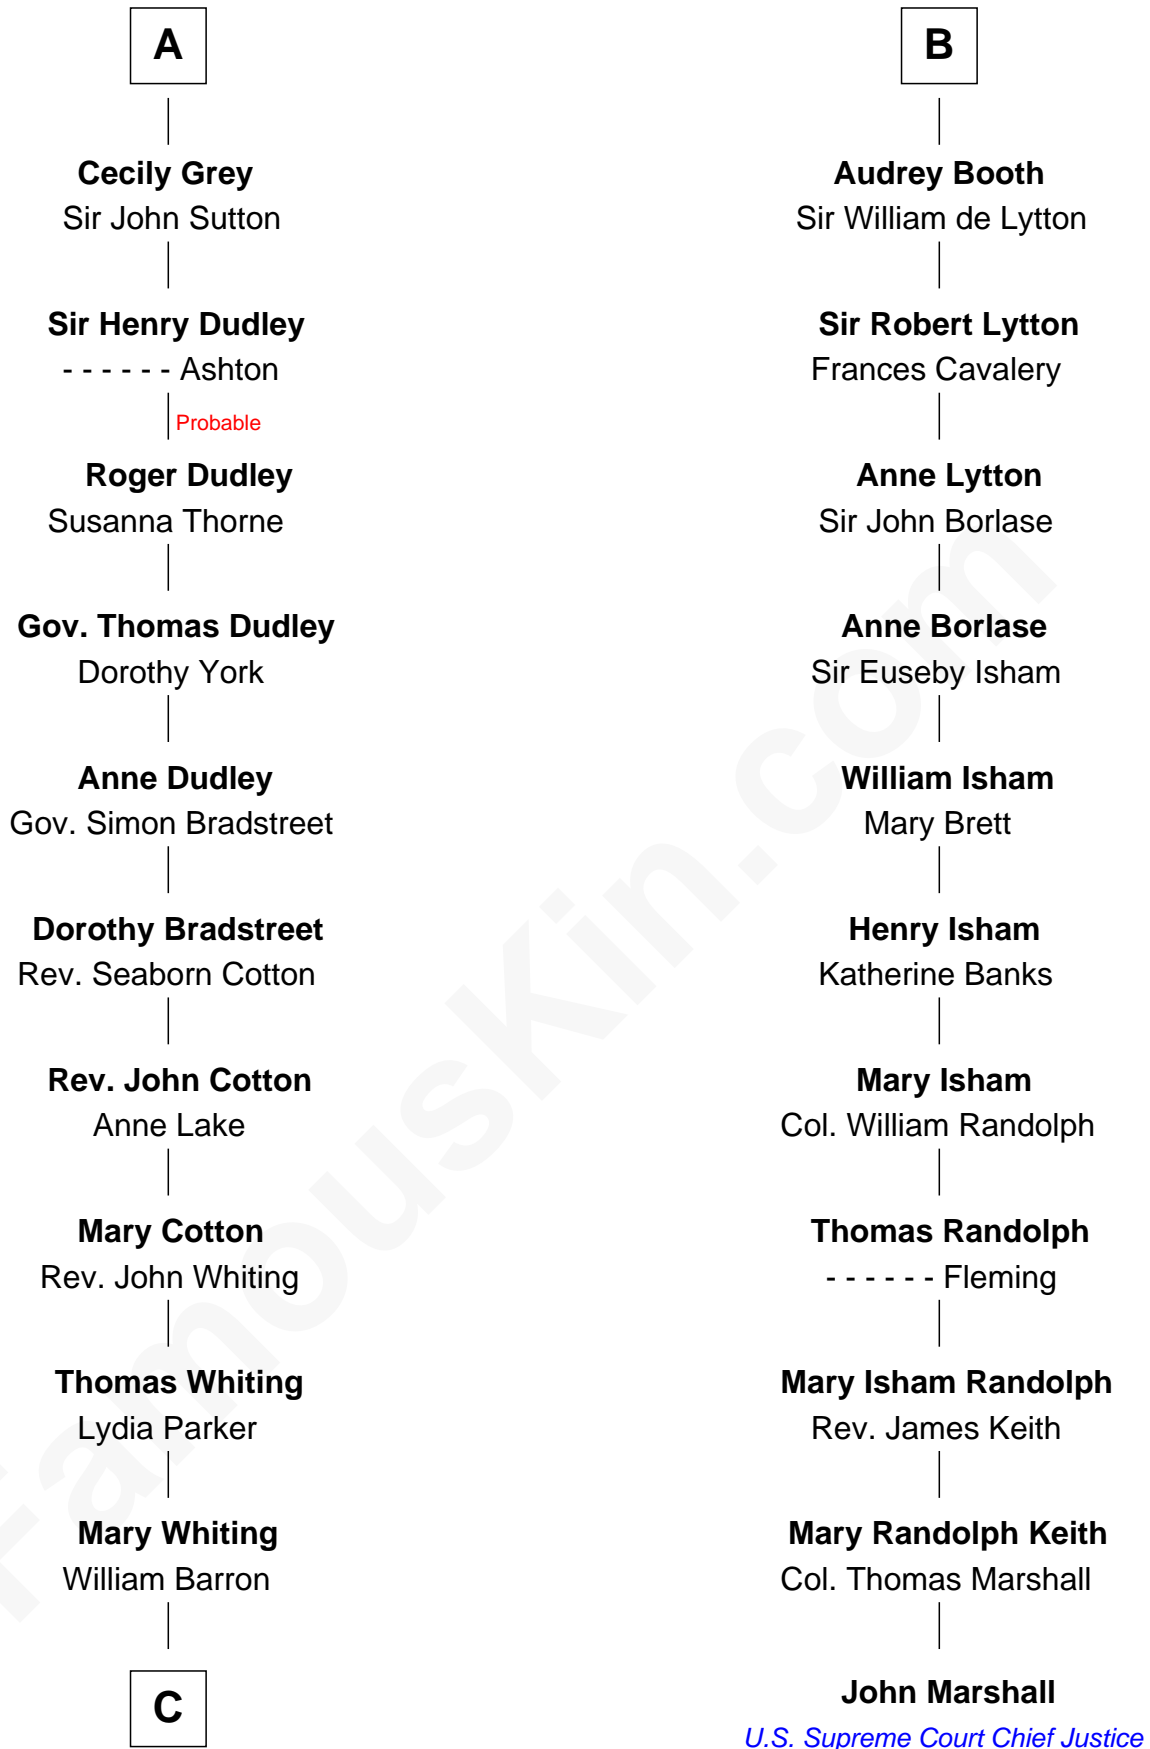 A
Cecily Grey
Sir John Sutton
Sir Henry Dudley
- - - - - - Ashton
Probable
Roger Dudley
Susanna Thorne
Gov. Thomas Dudley
Dorothy York
Anne Dudley
Gov. Simon Bradstreet
Dorothy Bradstreet
Rev. Seaborn Cotton
Rev. John Cotton
Anne Lake
Mary Cotton
Rev. John Whiting
Thomas Whiting
Lydia Parker
Mary Whiting
William Barron
C
B
Audrey Booth
Sir William de Lytton
Sir Robert Lytton
Frances Cavalery
Anne Lytton
Sir John Borlase
Anne Borlase
Sir Euseby Isham
William Isham
Mary Brett
Henry Isham
Katherine Banks
Mary Isham
Col. William Randolph
Thomas Randolph
- - - - - - Fleming
Mary Isham Randolph
Rev. James Keith
Mary Randolph Keith
Col. Thomas Marshall
John Marshall
U.S. Supreme Court Chief Justice
FamousKin.com